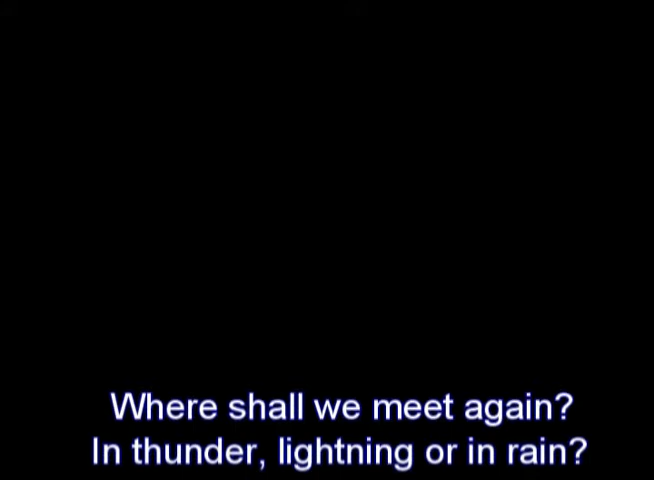 Where shall we meet again?
In thunder, lightning or in rain?